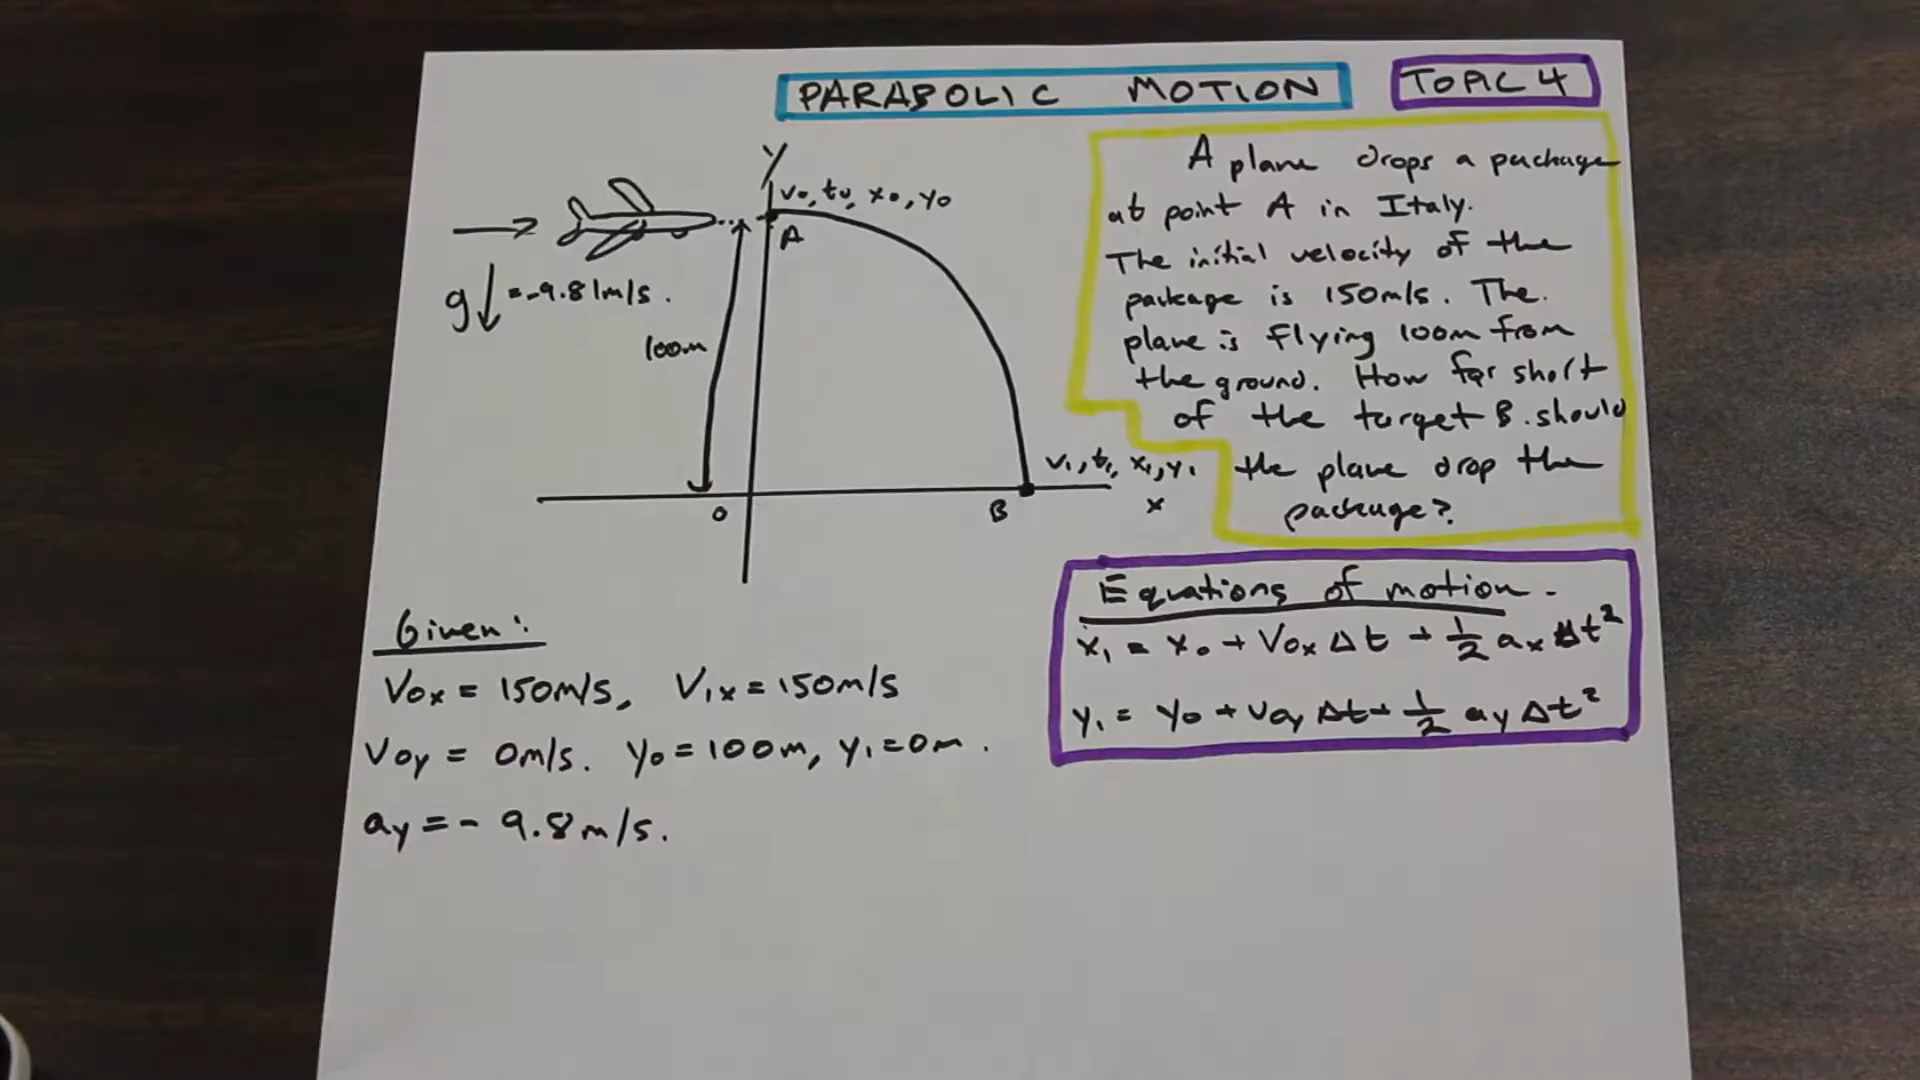 PARABOLIC MOTION
TOPIC 4
Y
v0, t0, x0, y0
A
g↓ = -9.81m/s.
100m
O
B
v1, t1, x1, y1
x
A plane drops a package
at point A in Italy.
The initial velocity of the
package is 150m/s. The.
plane is flying 100m from
the ground. How far short
of the target B. should
the plane drop the
package?
Equations of motion.
x1 = x0 + V0x Δt + 1/2 ax Δt²
y1 = y0 + v0y Δt + 1/2 ay Δt²
Given:
V0x = 150m/s, V1x = 150m/s
V0y = 0m/s. y0 = 100m, y1 = 0m.
ay = - 9.8m/s.